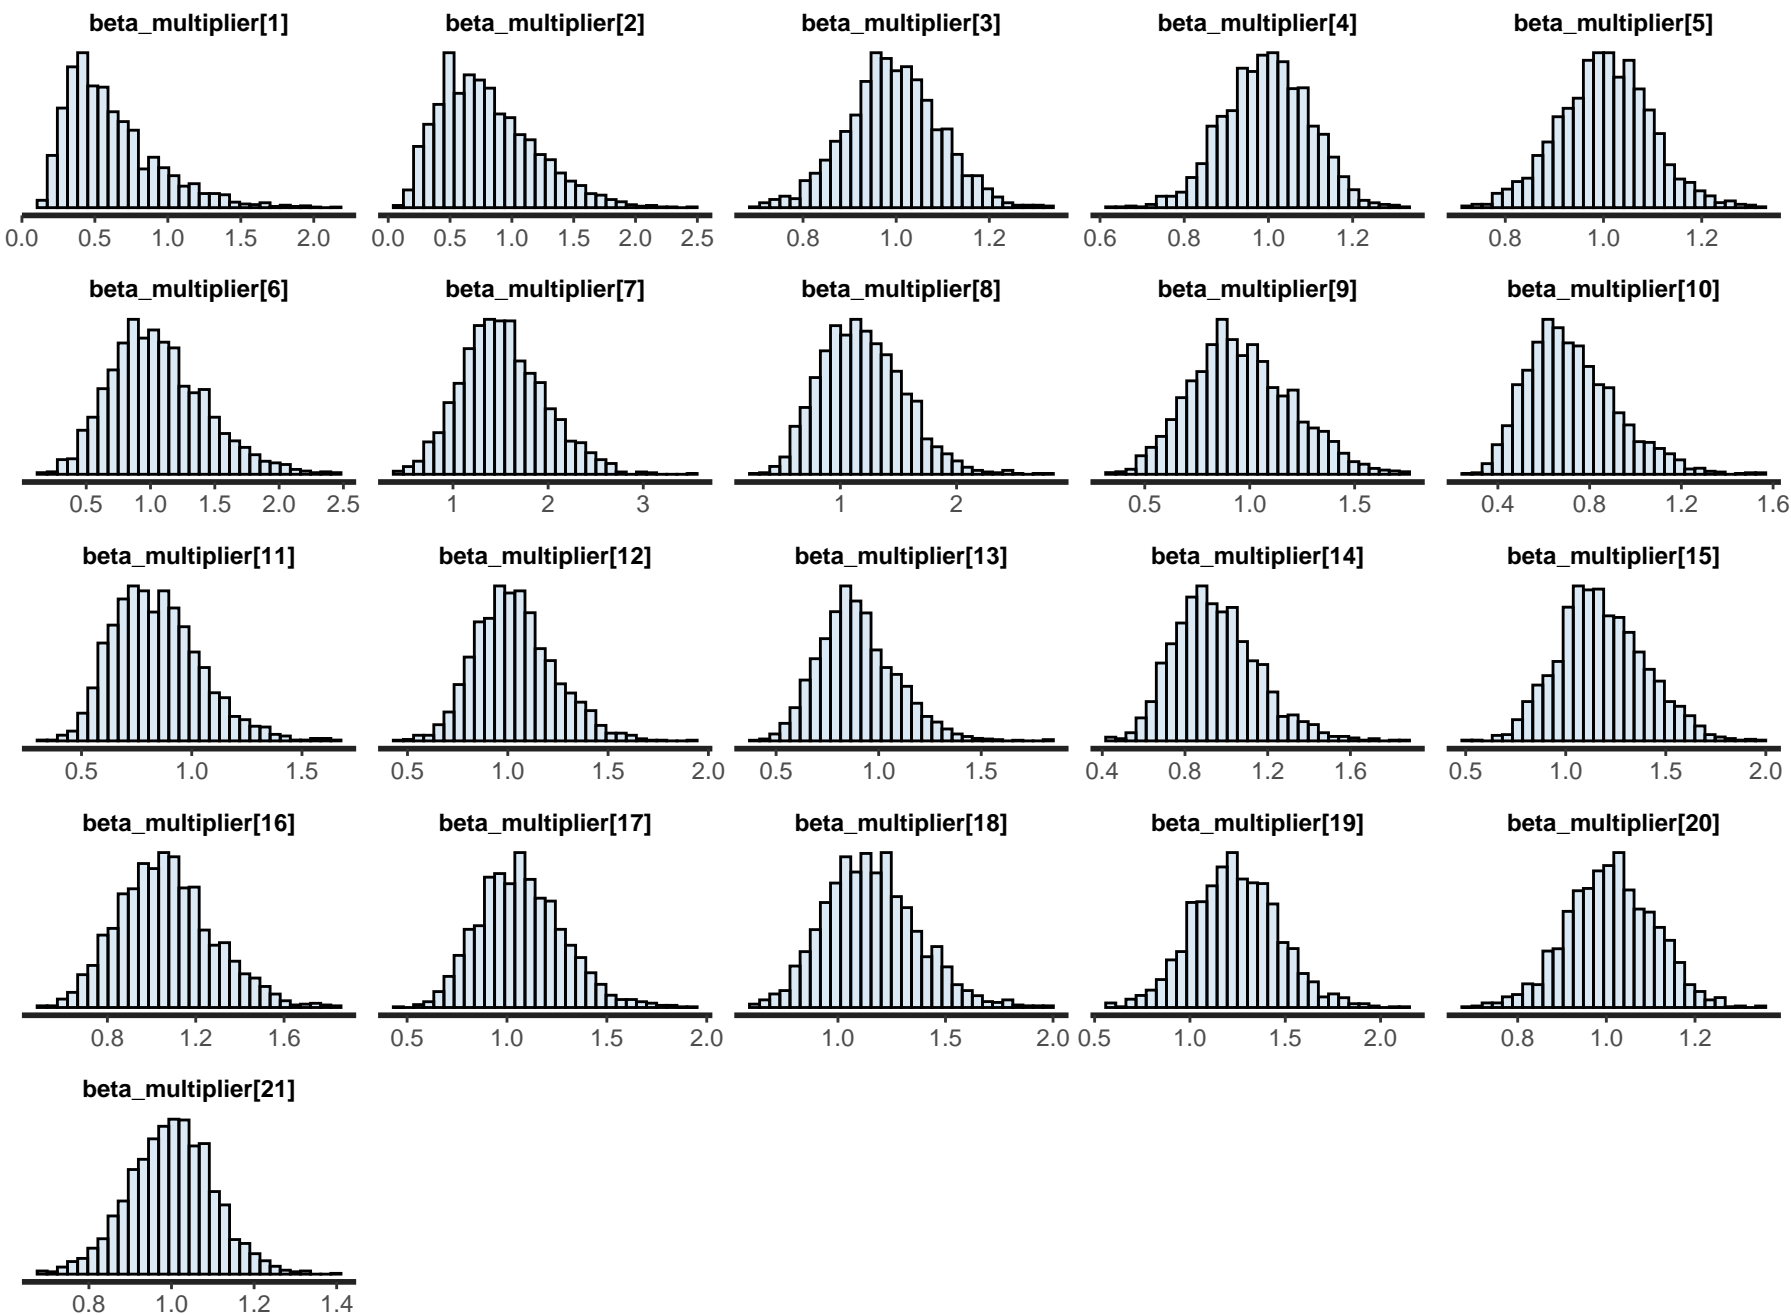 beta_multiplier[1] beta_multiplier[2] beta_multiplier[3] beta_multiplier[4] beta_multiplier[5]
0.0 0.5 1.0 1.5 2.0 0.0 0.5 1.0 1.5 2.0 2.5 0.8 1.0 1.2 0.6 0.8 1.0 1.2 0.8 1.0 1.2
beta_multiplier[6] beta_multiplier[7] beta_multiplier[8] beta_multiplier[9] beta_multiplier[10]
0.5 1.0 1.5 2.0 2.5 1 2 3 1 2 0.5 1.0 1.5 0.4 0.8 1.2 1.6
beta_multiplier[11] beta_multiplier[12] beta_multiplier[13] beta_multiplier[14] beta_multiplier[15]
0.5 1.0 1.5 0.5 1.0 1.5 2.0 0.5 1.0 1.5 0.4 0.8 1.2 1.6 0.5 1.0 1.5 2.0
beta_multiplier[16] beta_multiplier[17] beta_multiplier[18] beta_multiplier[19] beta_multiplier[20]
0.8 1.2 1.6 0.5 1.0 1.5 2.0 1.0 1.5 2.0 0.5 1.0 1.5 2.0 0.8 1.0 1.2
beta_multiplier[21]
0.8 1.0 1.2 1.4